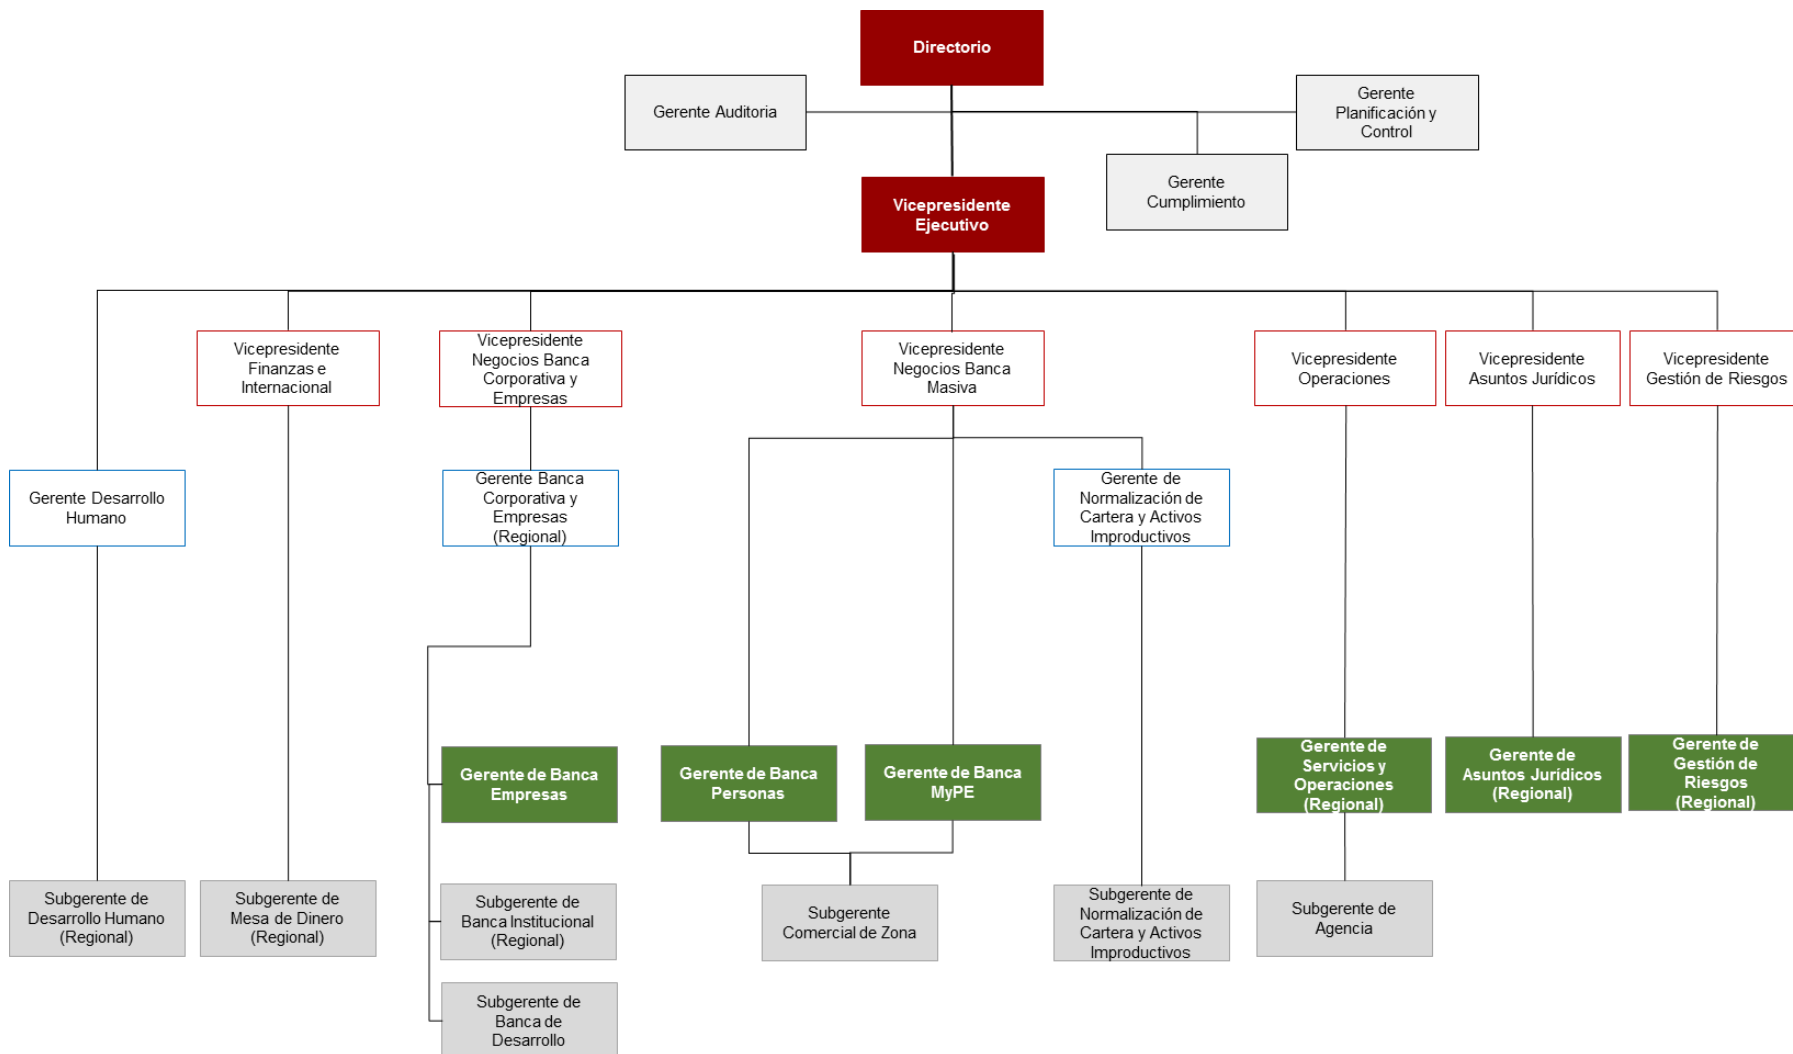 Directorio
Gerente Auditoria
Gerente
Planificación y
Control
Gerente
Cumplimiento
Vicepresidente
Ejecutivo
Vicepresidente
Finanzas e
Internacional
Vicepresidente
Negocios Banca
Corporativa y
Empresas
Vicepresidente
Negocios Banca
Masiva
Vicepresidente
Operaciones
Vicepresidente
Asuntos Jurídicos
Vicepresidente
Gestión de Riesgos
Gerente Desarrollo
Humano
Gerente Banca
Corporativa y
Empresas
(Regional)
Gerente de
Normalización de
Cartera y Activos
Improductivos
Gerente de Banca
Empresas
Gerente de Banca
Personas
Gerente de Banca
MyPE
Gerente de
Servicios y
Operaciones
(Regional)
Gerente de
Asuntos Jurídicos
(Regional)
Gerente de
Gestión de
Riesgos
(Regional)
Subgerente de
Desarrollo Humano
(Regional)
Subgerente de
Mesa de Dinero
(Regional)
Subgerente de
Banca Institucional
(Regional)
Subgerente
Comercial de Zona
Subgerente de
Normalización de
Cartera y Activos
Improductivos
Subgerente de
Agencia
Subgerente de
Banca de
Desarrollo